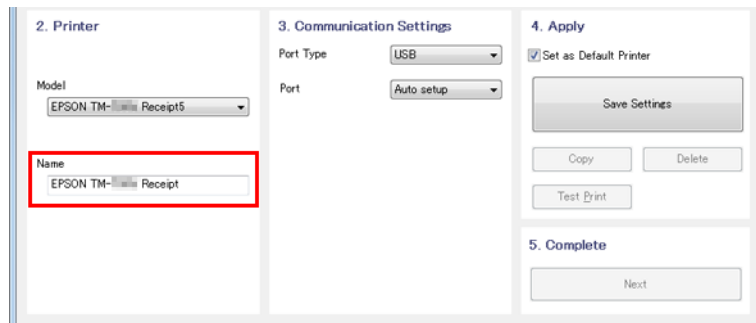 2. Printer
Model
EPSON TM- Receipt5
Name
EPSON TM- Receipt
3. Communication Settings
Port Type
USB
Port
Auto setup
4. Apply
Set as Default Printer
Save Settings
Copy
Delete
Test Print
5. Complete
Next